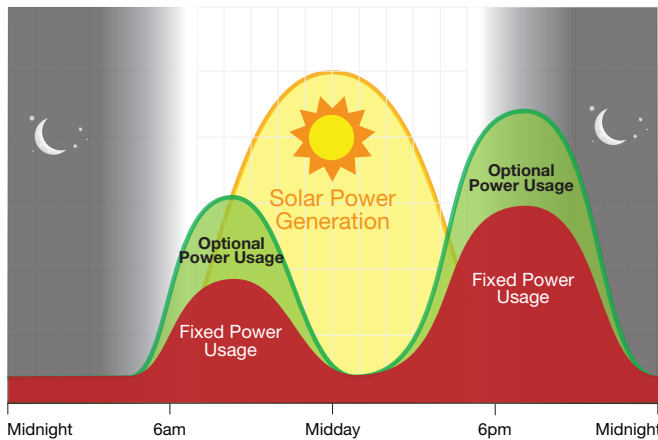 Optional
Power Usage
Solar Power
Generation
Optional
Power Usage
Fixed Power
Usage
Fixed Power
Usage
Midnight
6am
Midday
6pm
Midnight